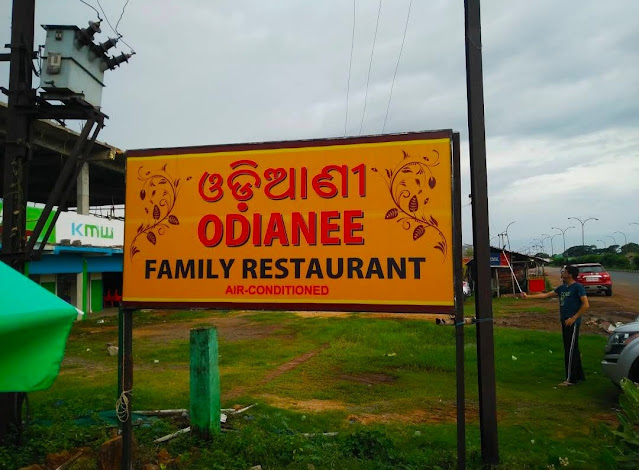 ଓଡ଼ିଆଣୀ
ODIANEE
FAMILY RESTAURANT
AIR-CONDITIONED
KMW